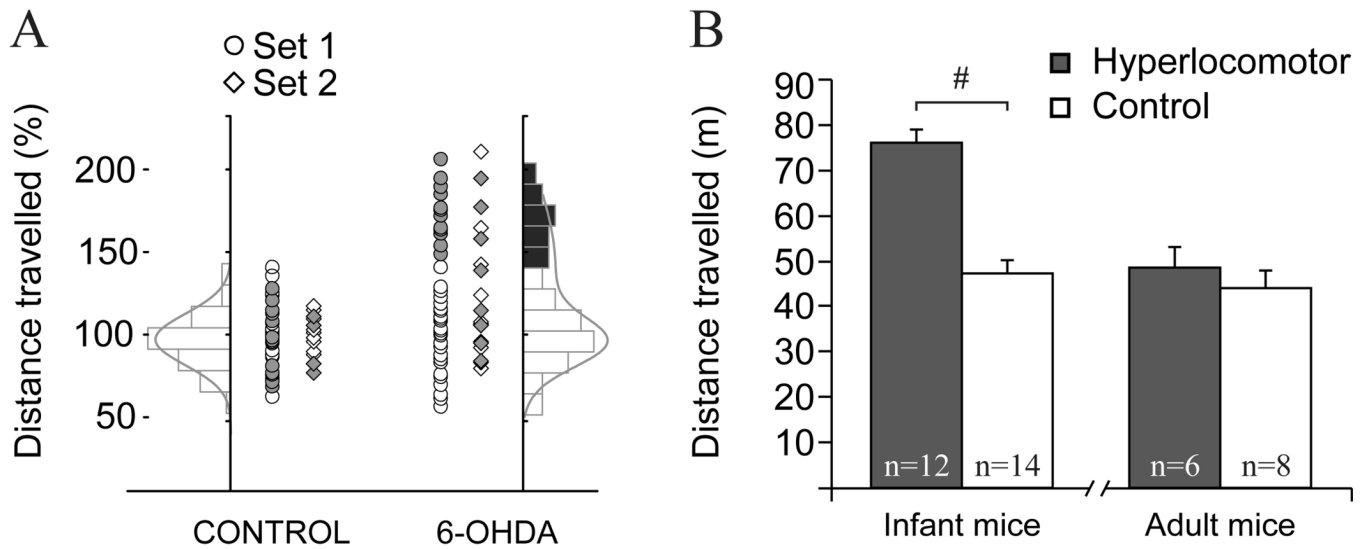 A
Set 1
Set 2
Distance travelled (%)
200
150
100
50
CONTROL
6-OHDA
B
Hyperlocomotor
Control
#
Distance travelled (m)
90
80
70
60
50
40
30
20
10
n=12
n=14
n=6
n=8
Infant mice
Adult mice